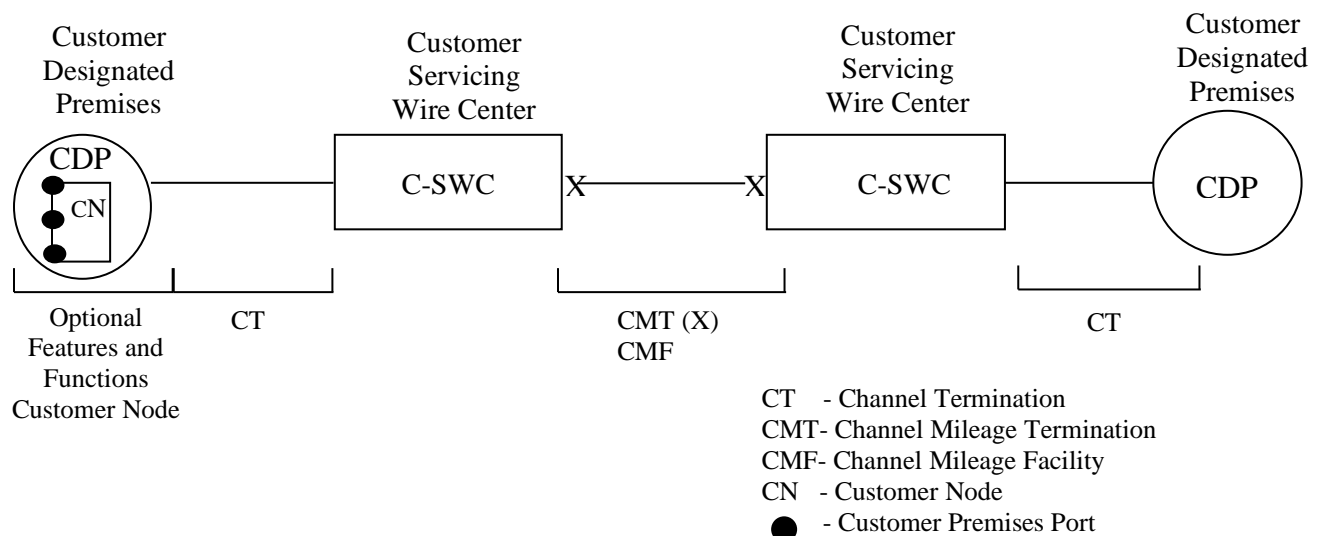 Customer
Designated
Premises
Customer
Servicing
Wire Center
Customer
Servicing
Wire Center
Customer
Designated
Premises
CDP
CN
C-SWC
X
X
C-SWC
CDP
Optional
Features and
Functions
Customer Node
CT
CMT (X)
CMF
CT
CT - Channel Termination
CMT- Channel Mileage Termination
CMF- Channel Mileage Facility
CN - Customer Node
- Customer Premises Port